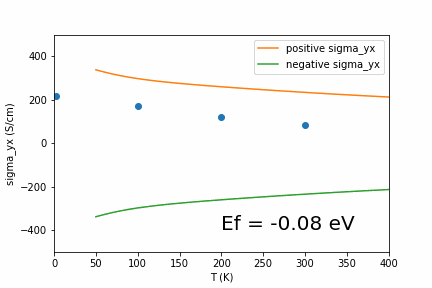 positive sigma_yx
negative sigma_yx
400
200
0
−200
−400
sigma_yx (S/cm)
Ef = -0.08 eV
0 50 100 150 200 250 300 350 400
T (K)